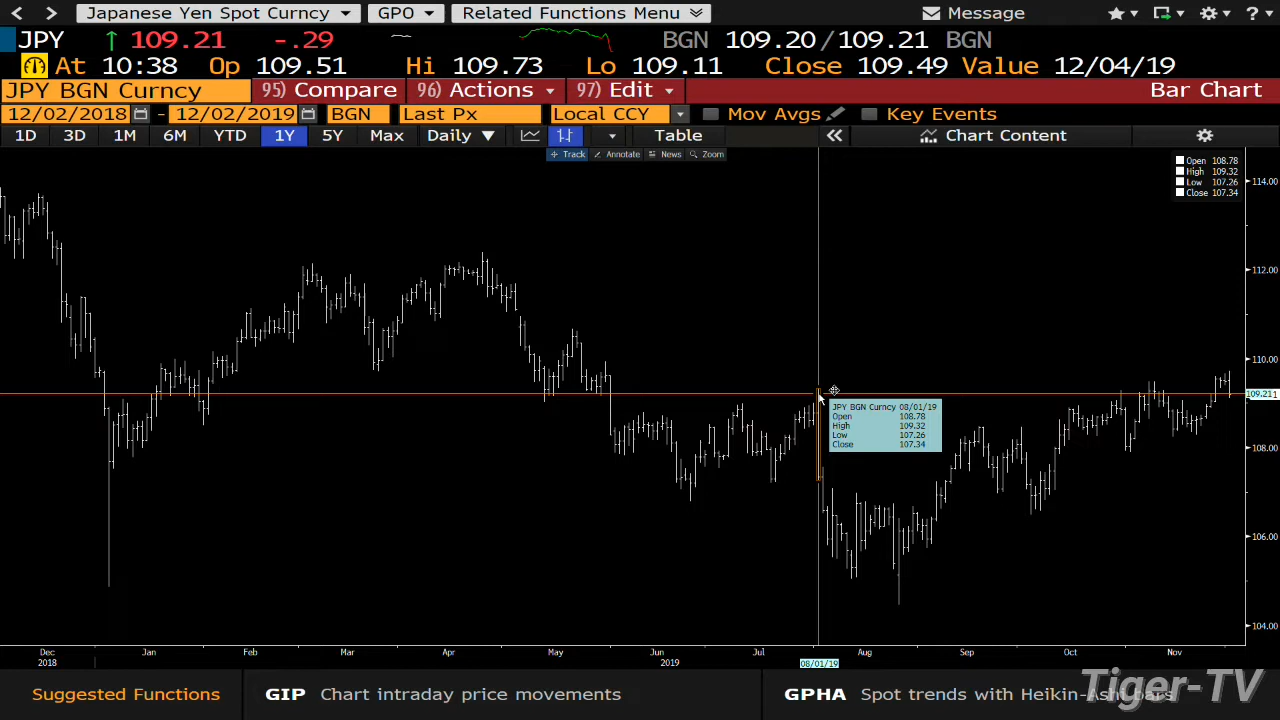 Japanese Yen Spot Curncy GPO Related Functions Menu Message ?
JPY ↑ 109.21 -.29 BGN 109.20/109.21 BGN
At 10:38 Op 109.51 Hi 109.73 Lo 109.11 Close 109.49 Value 12/04/19
JPY BGN Curncy 95) Compare 96) Actions 97) Edit Bar Chart
12/02/2018 - 12/02/2019 BGN Last Px Local CCY Mov Avgs Key Events
1D 3D 1M 6M YTD 1Y 5Y Max Daily ▼ Table « Chart Content
Track Annotate News Zoom
Open 108.78
High 109.32
Low 107.26
Close 107.34
114.00
112.00
110.00
109.211
108.00
106.00
104.00
JPY BGN Curncy 08/01/19
Open 108.78
High 109.32
Low 107.26
Close 107.34
Dec Jan Feb Mar Apr May Jun Jul Aug Sep Oct Nov
2018 2019 08/01/19
Suggested Functions GIP Chart intraday price movements GPHA Spot trends with Heikin-Ashi bars
Tiger-TV